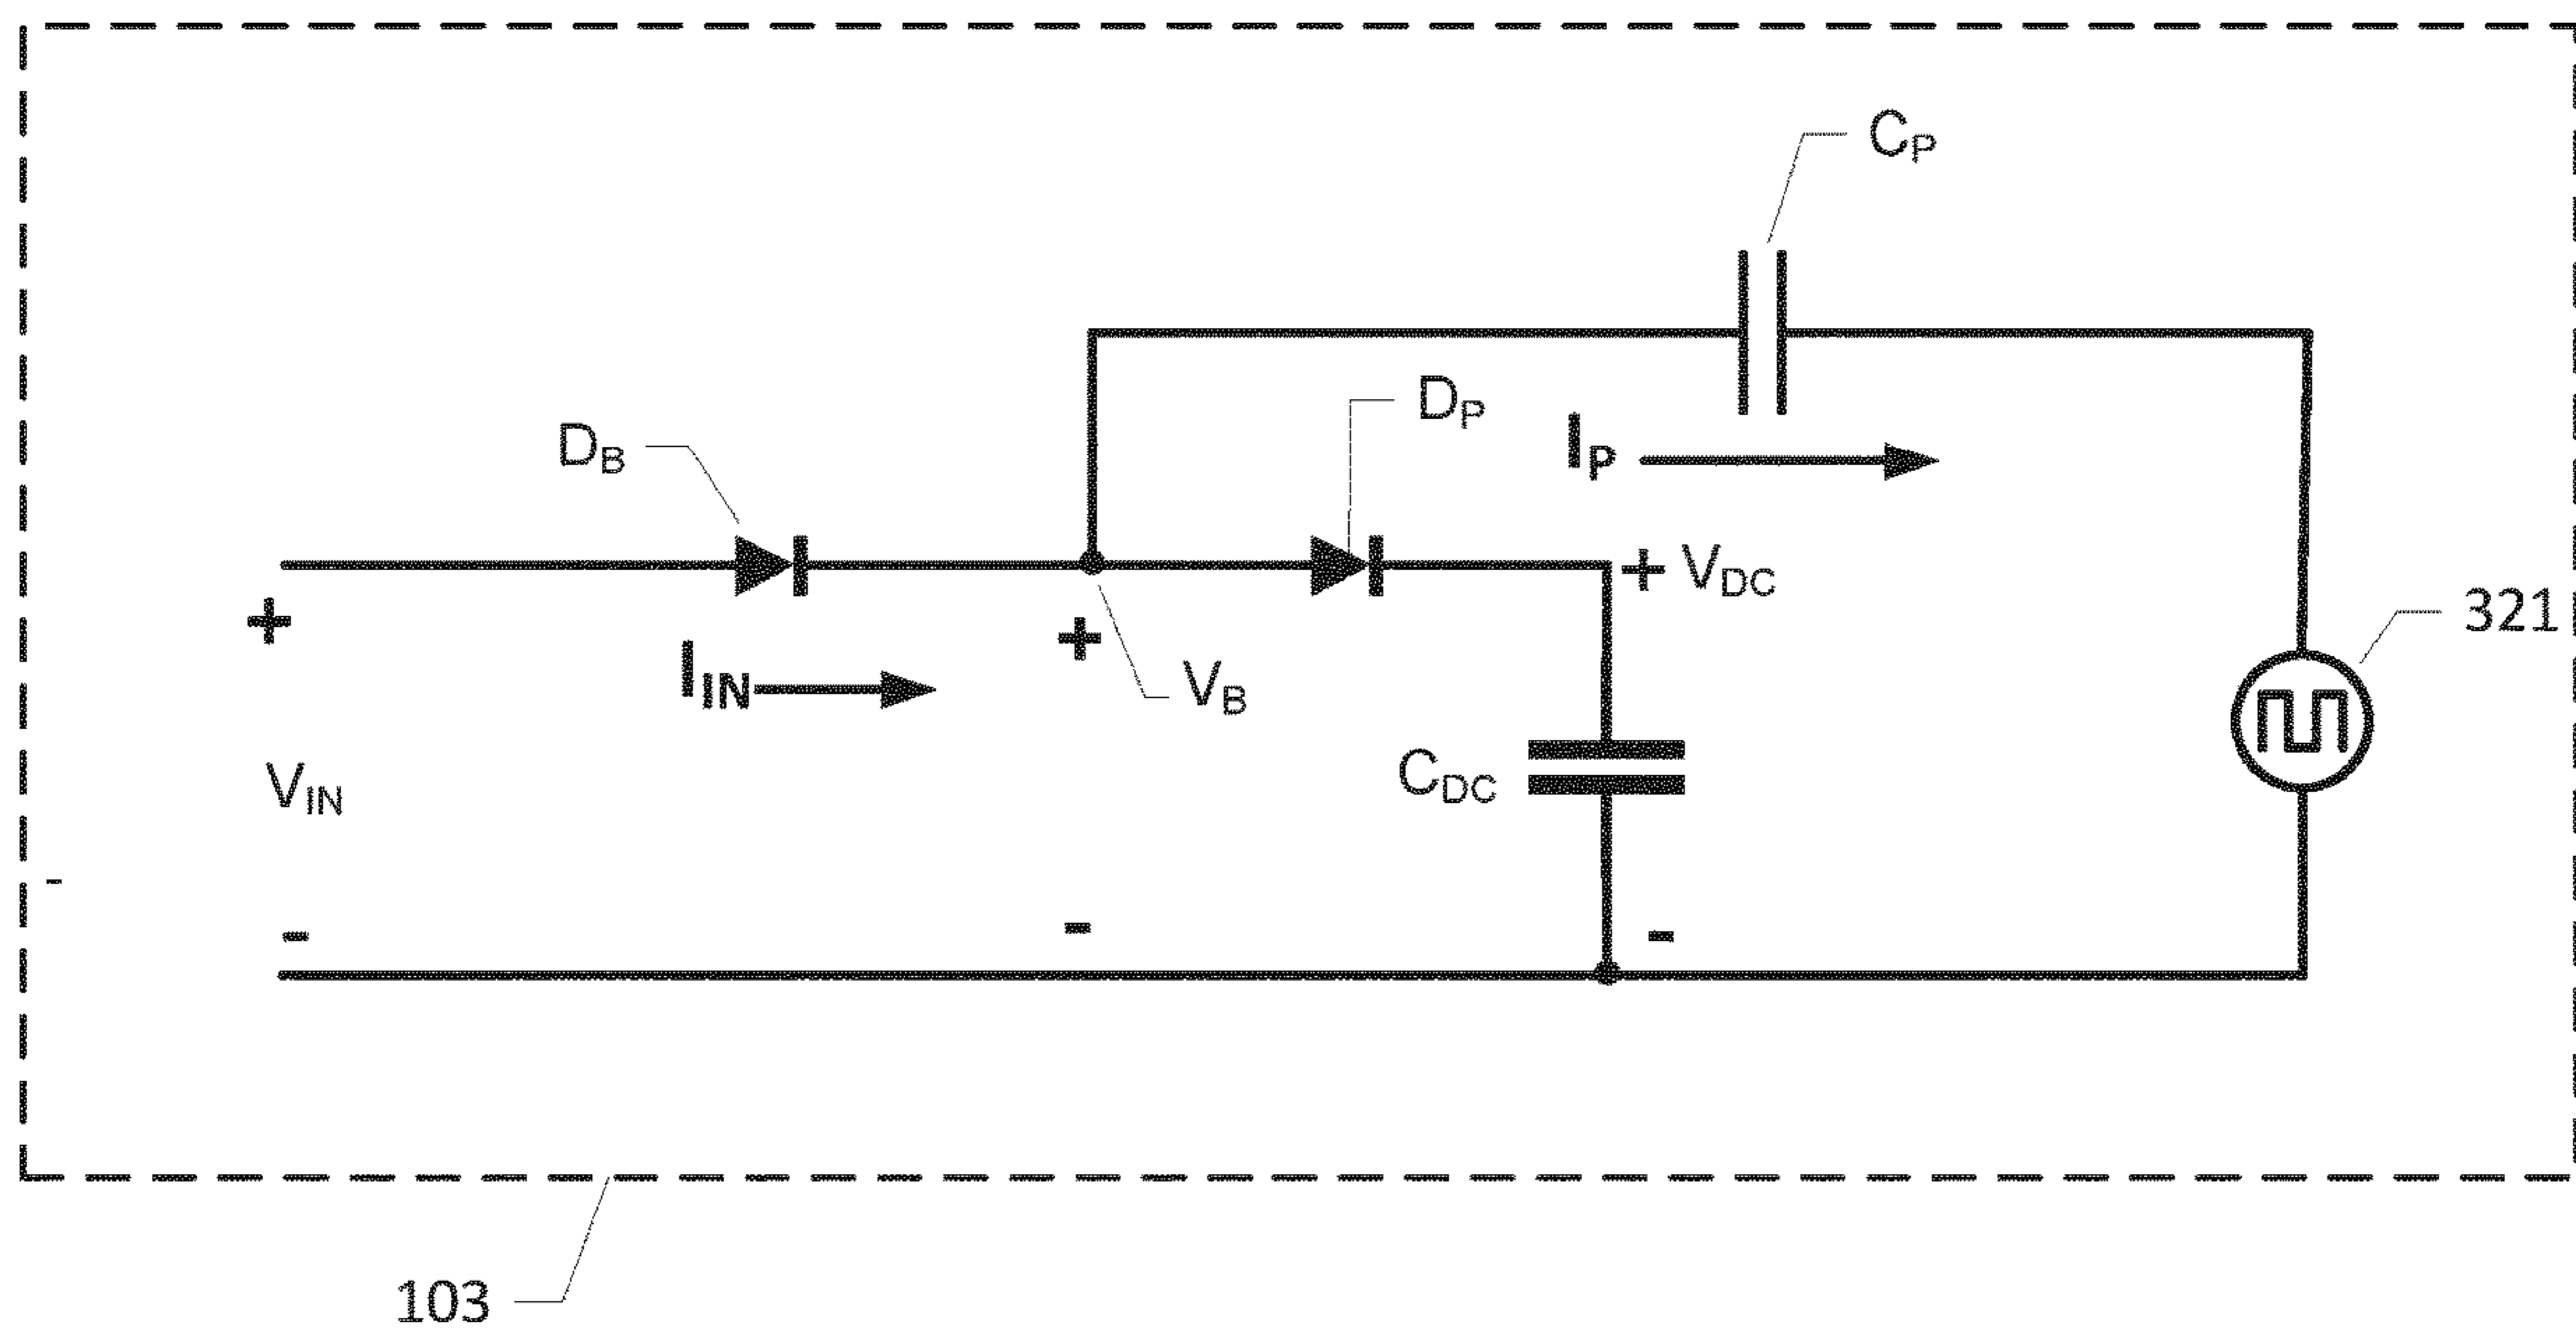 CP
DP
DB
IP
+ VDC
321
+
IIN
+
VB
CDC
VIN
-
-
-
-
103